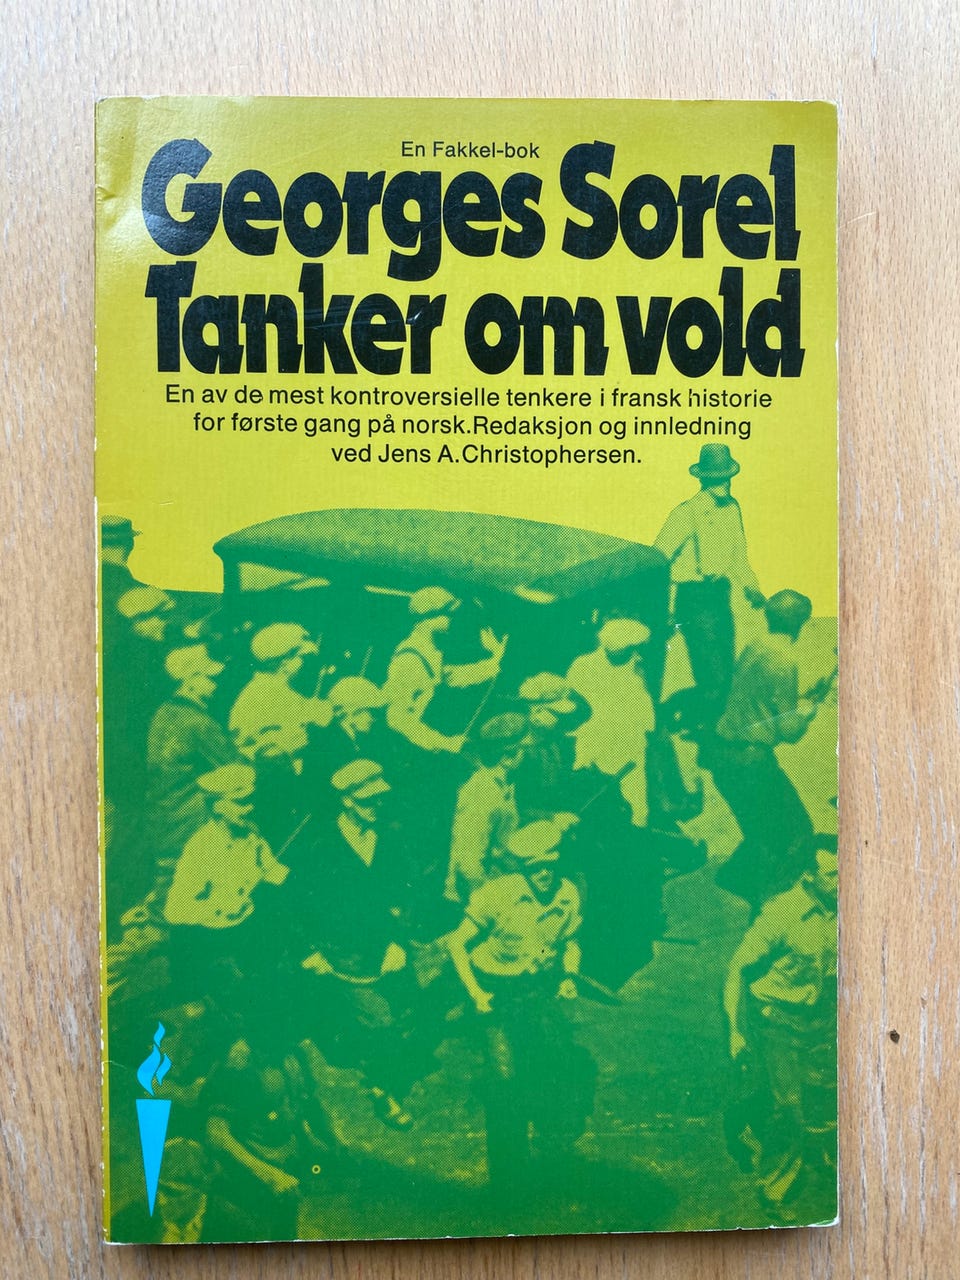 En Fakkel-bok
Georges Sorel
Tanker om vold
En av de mest kontroversielle tenkere i fransk historie
for første gang på norsk.Redaksjon og innledning
ved Jens A.Christophersen.